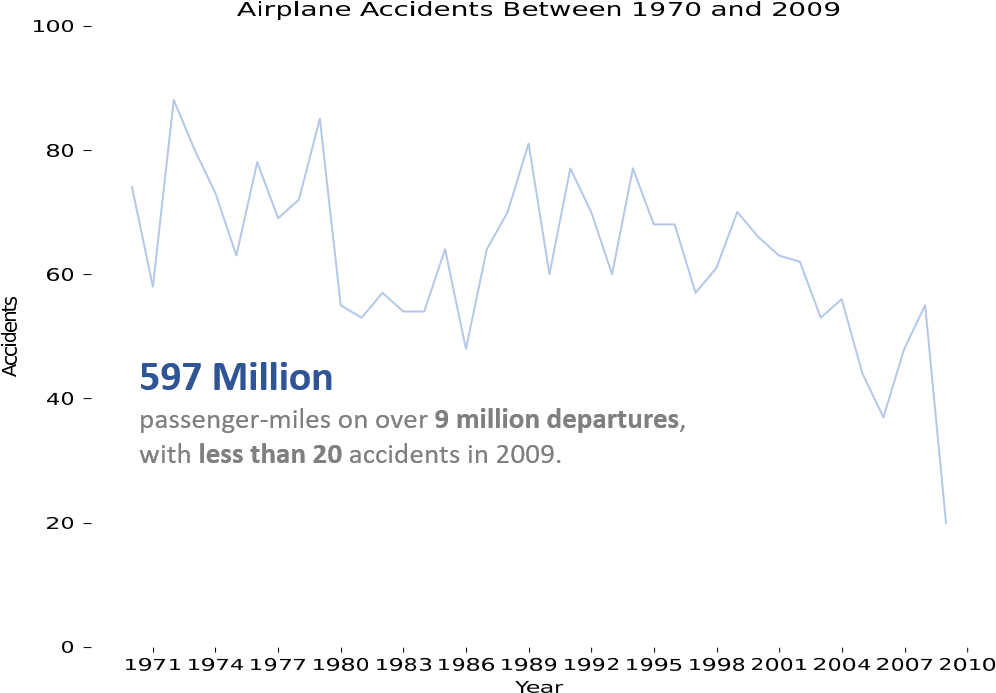 Airplane Accidents Between 1970 and 2009
100
80
60
40
20
0
Accidents
597 Million
passenger-miles on over 9 million departures,
with less than 20 accidents in 2009.
1971 1974 1977 1980 1983 1986 1989 1992 1995 1998 2001 2004 2007 2010
Year